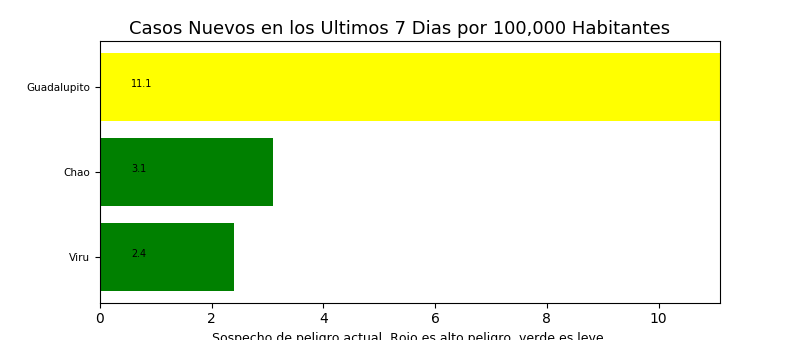 Casos Nuevos en los Ultimos 7 Dias por 100,000 Habitantes
Guadalupito
11.1
Chao
3.1
Viru
2.4
0 2 4 6 8 10
Sospecho de peligro actual. Rojo es alto peligro, verde es leve